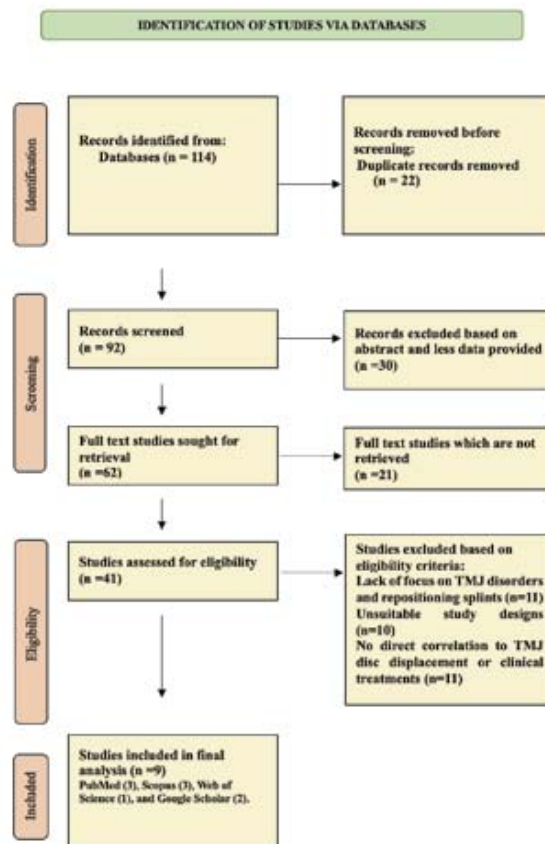 IDENTIFICATION OF STUDIES VIA DATABASES
Identification
Records identified from:
Databases (n = 114)
Records removed before
screening:
Duplicate records removed
(n = 22)
Screening
Records screened
(n = 92)
Records excluded based on
abstract and less data provided
(n =30)
Full text studies sought for
retrieval
(n =62)
Full text studies which are not
retrieved
(n =21)
Eligibility
Studies assessed for eligibility
(n =41)
Studies excluded based on
eligibility criteria:
Lack of focus on TMJ disorders
and repositioning splints (n=11)
Unsuitable study designs
(n=10)
No direct correlation to TMJ
disc displacement or clinical
treatments (n=11)
Included
Studies included in final
analysis (n =9)
PubMed (3), Scopus (3), Web of
Science (1), and Google Scholar (2).